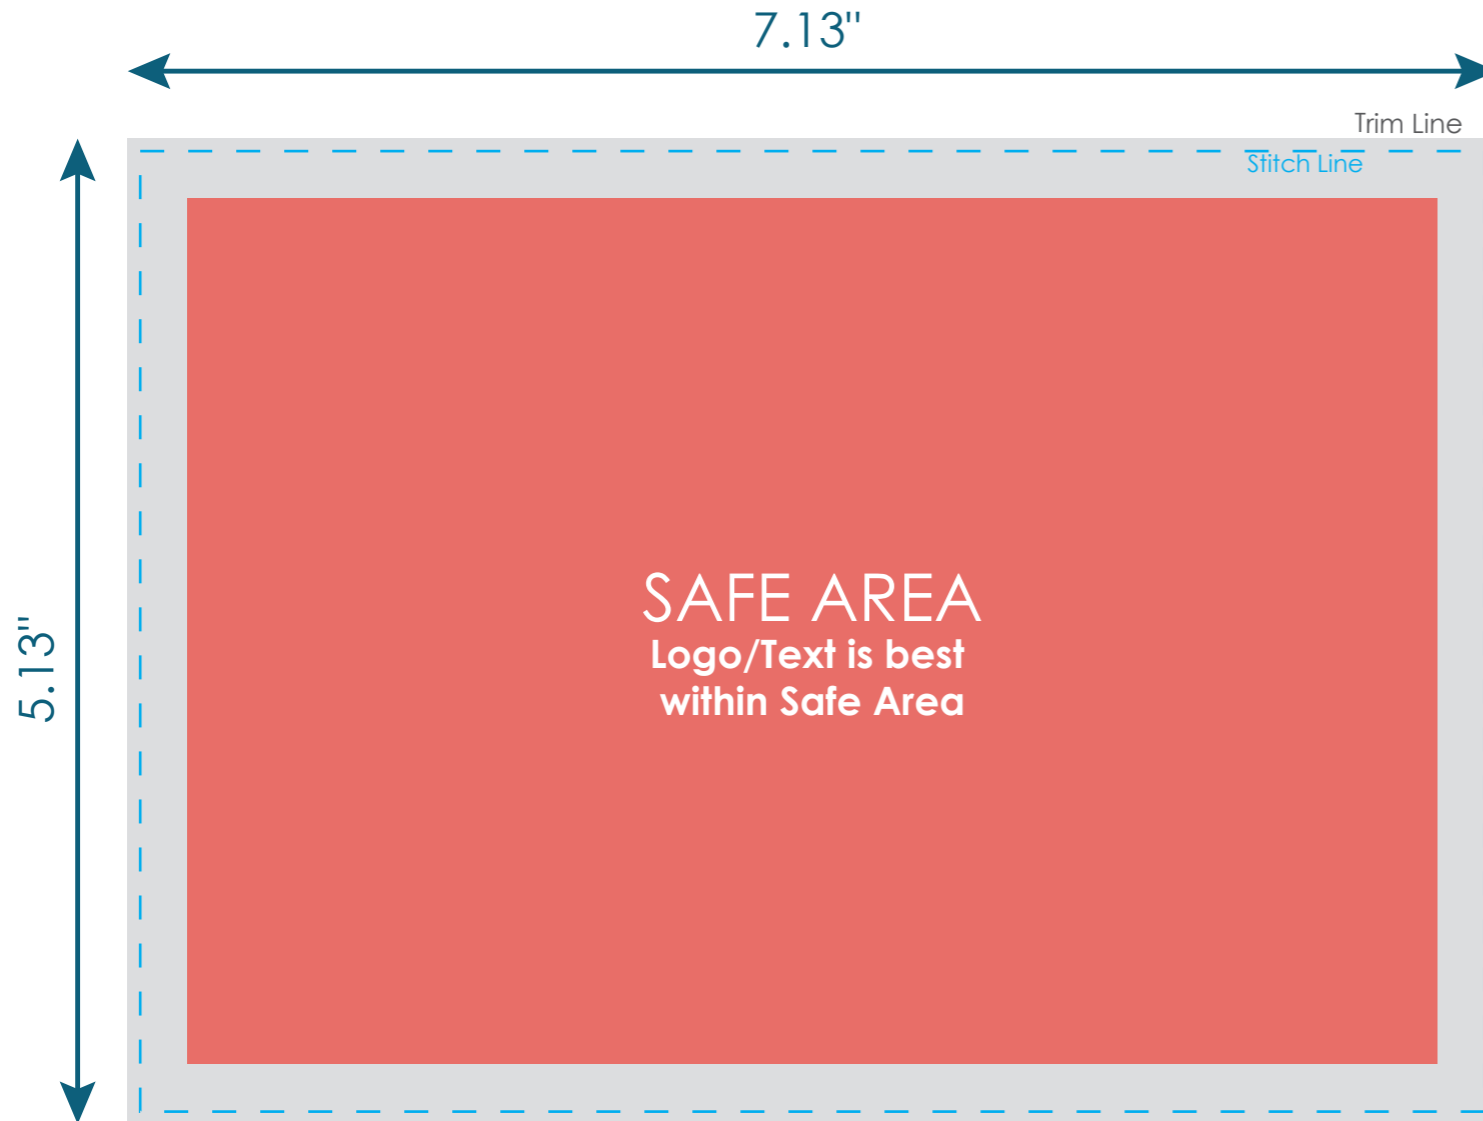 7.13"
Trim Line
Stitch Line
5.13"
SAFE AREA
Logo/Text is best
within Safe Area